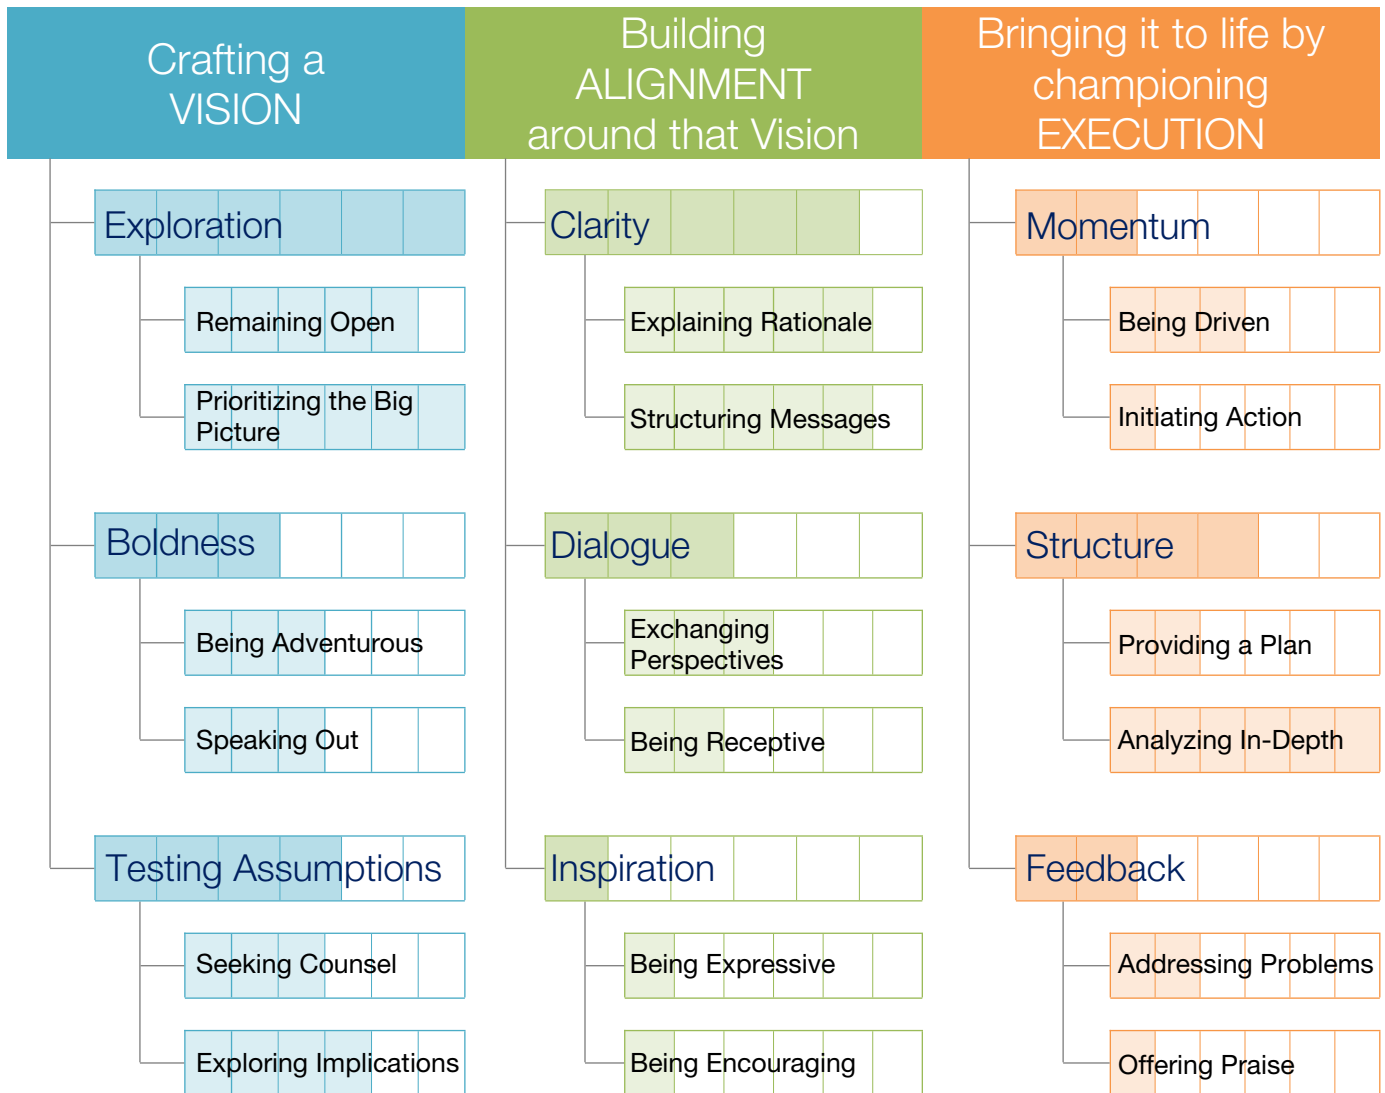 Crafting a
VISION
Building
ALIGNMENT
around that Vision
Bringing it to life by
championing
EXECUTION
Exploration
Remaining Open
Prioritizing the Big
Picture
Boldness
Being Adventurous
Speaking Out
Testing Assumptions
Seeking Counsel
Exploring Implications
Clarity
Explaining Rationale
Structuring Messages
Dialogue
Exchanging
Perspectives
Being Receptive
Inspiration
Being Expressive
Being Encouraging
Momentum
Being Driven
Initiating Action
Structure
Providing a Plan
Analyzing In-Depth
Feedback
Addressing Problems
Offering Praise